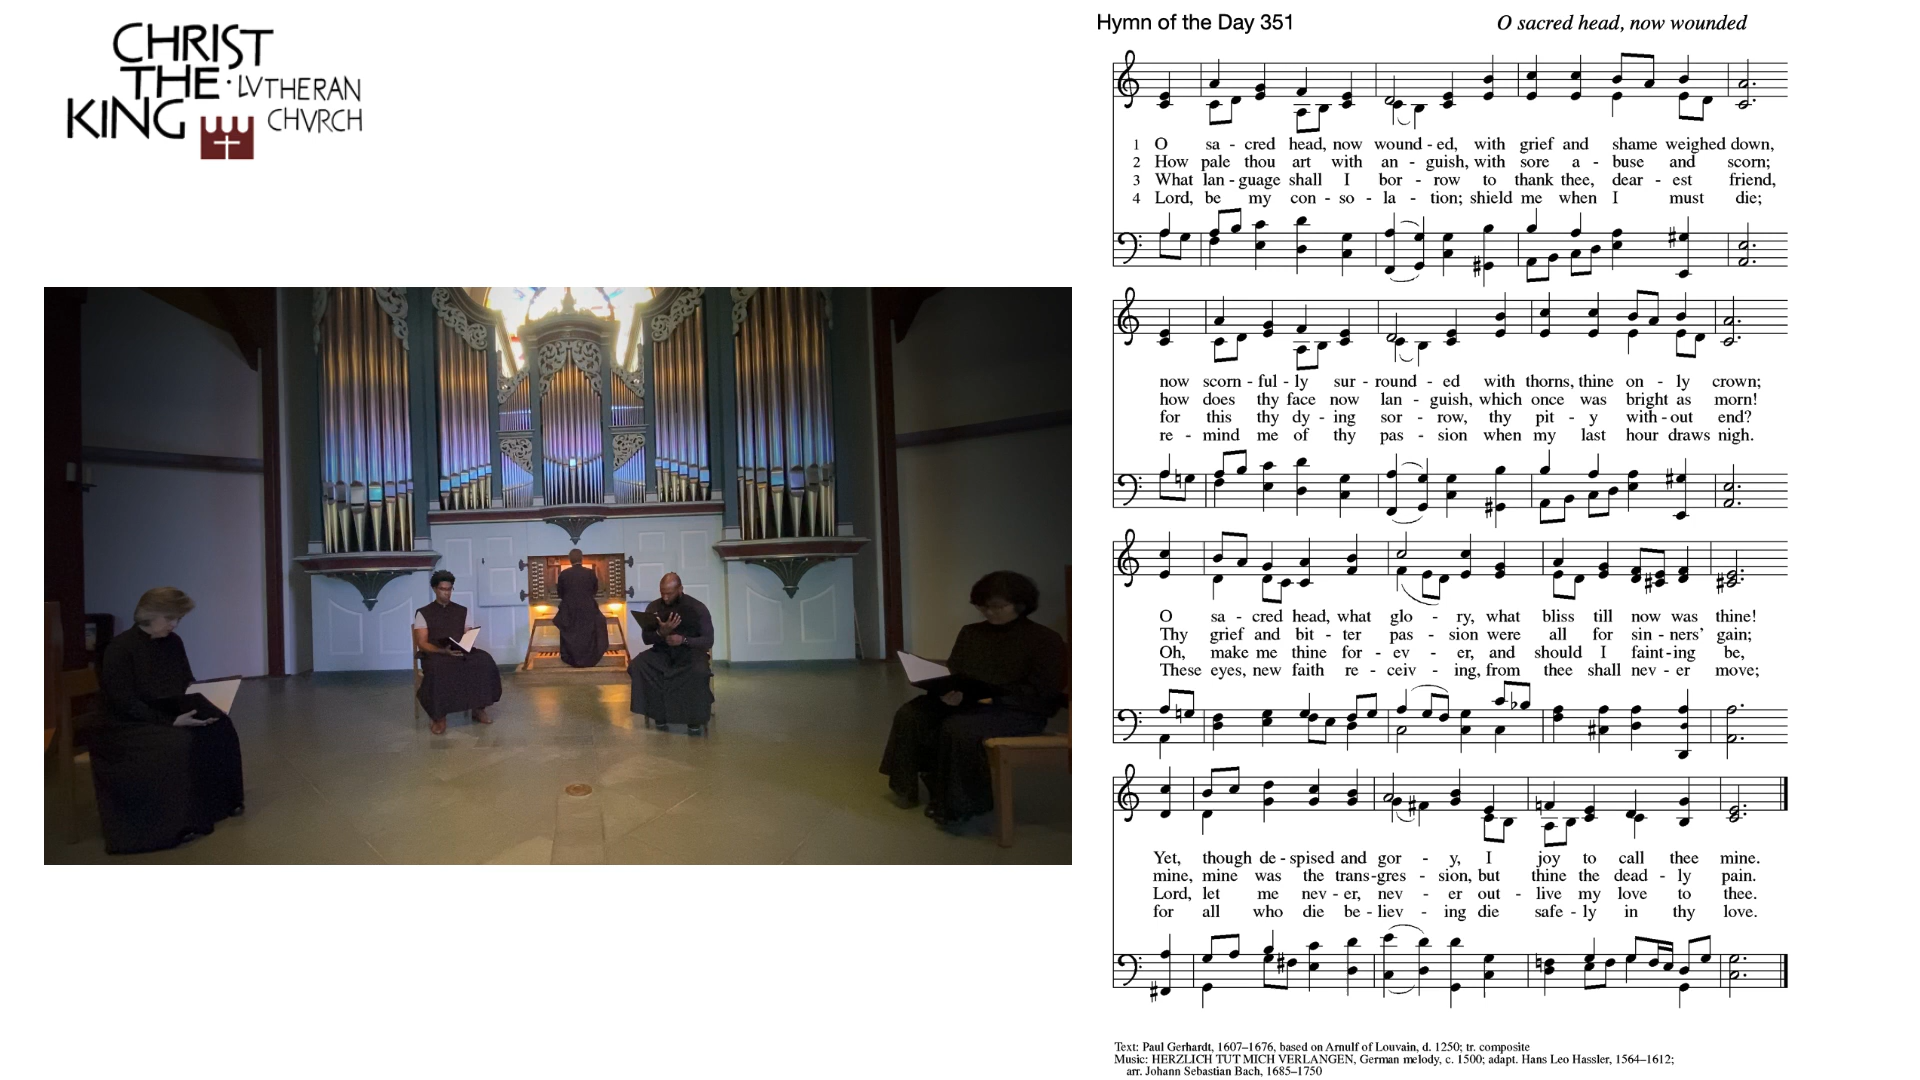 CHRIST
THE · LVTHERAN
KING CHVRCH
Hymn of the Day 351 O sacred head, now wounded
1 O sa - cred head, now wound - ed, with grief and shame weighed down,
2 How pale thou art with an - guish, with sore a - buse and scorn;
3 What lan - guage shall I bor - row to thank thee, dear - est friend,
4 Lord, be my con - so - la - tion; shield me when I must die;
now scorn - ful - ly sur - round - ed with thorns, thine on - ly crown;
how does thy face now lan - guish, which once was bright as morn!
for this thy dy - ing sor - row, thy pit - y with - out end?
re - mind me of thy pas - sion when my last hour draws nigh.
O sa - cred head, what glo - ry, what bliss till now was thine!
Thy grief and bit - ter pas - sion were all for sin - ners’ gain;
Oh, make me thine for - ev - er, and should I faint - ing be,
These eyes, new faith re - ceiv - ing, from thee shall nev - er move;
Yet, though de - spised and gor - y, I joy to call thee mine.
mine, mine was the trans - gres - sion, but thine the dead - ly pain.
Lord, let me nev - er, nev - er out - live my love to thee.
for all who die be - liev - ing die safe - ly in thy love.
Text: Paul Gerhardt, 1607–1676, based on Arnulf of Louvain, d. 1250; tr. composite
Music: HERZLICH TUT MICH VERLANGEN, German melody, c. 1500; adapt. Hans Leo Hassler, 1564–1612;
arr. Johann Sebastian Bach, 1685–1750